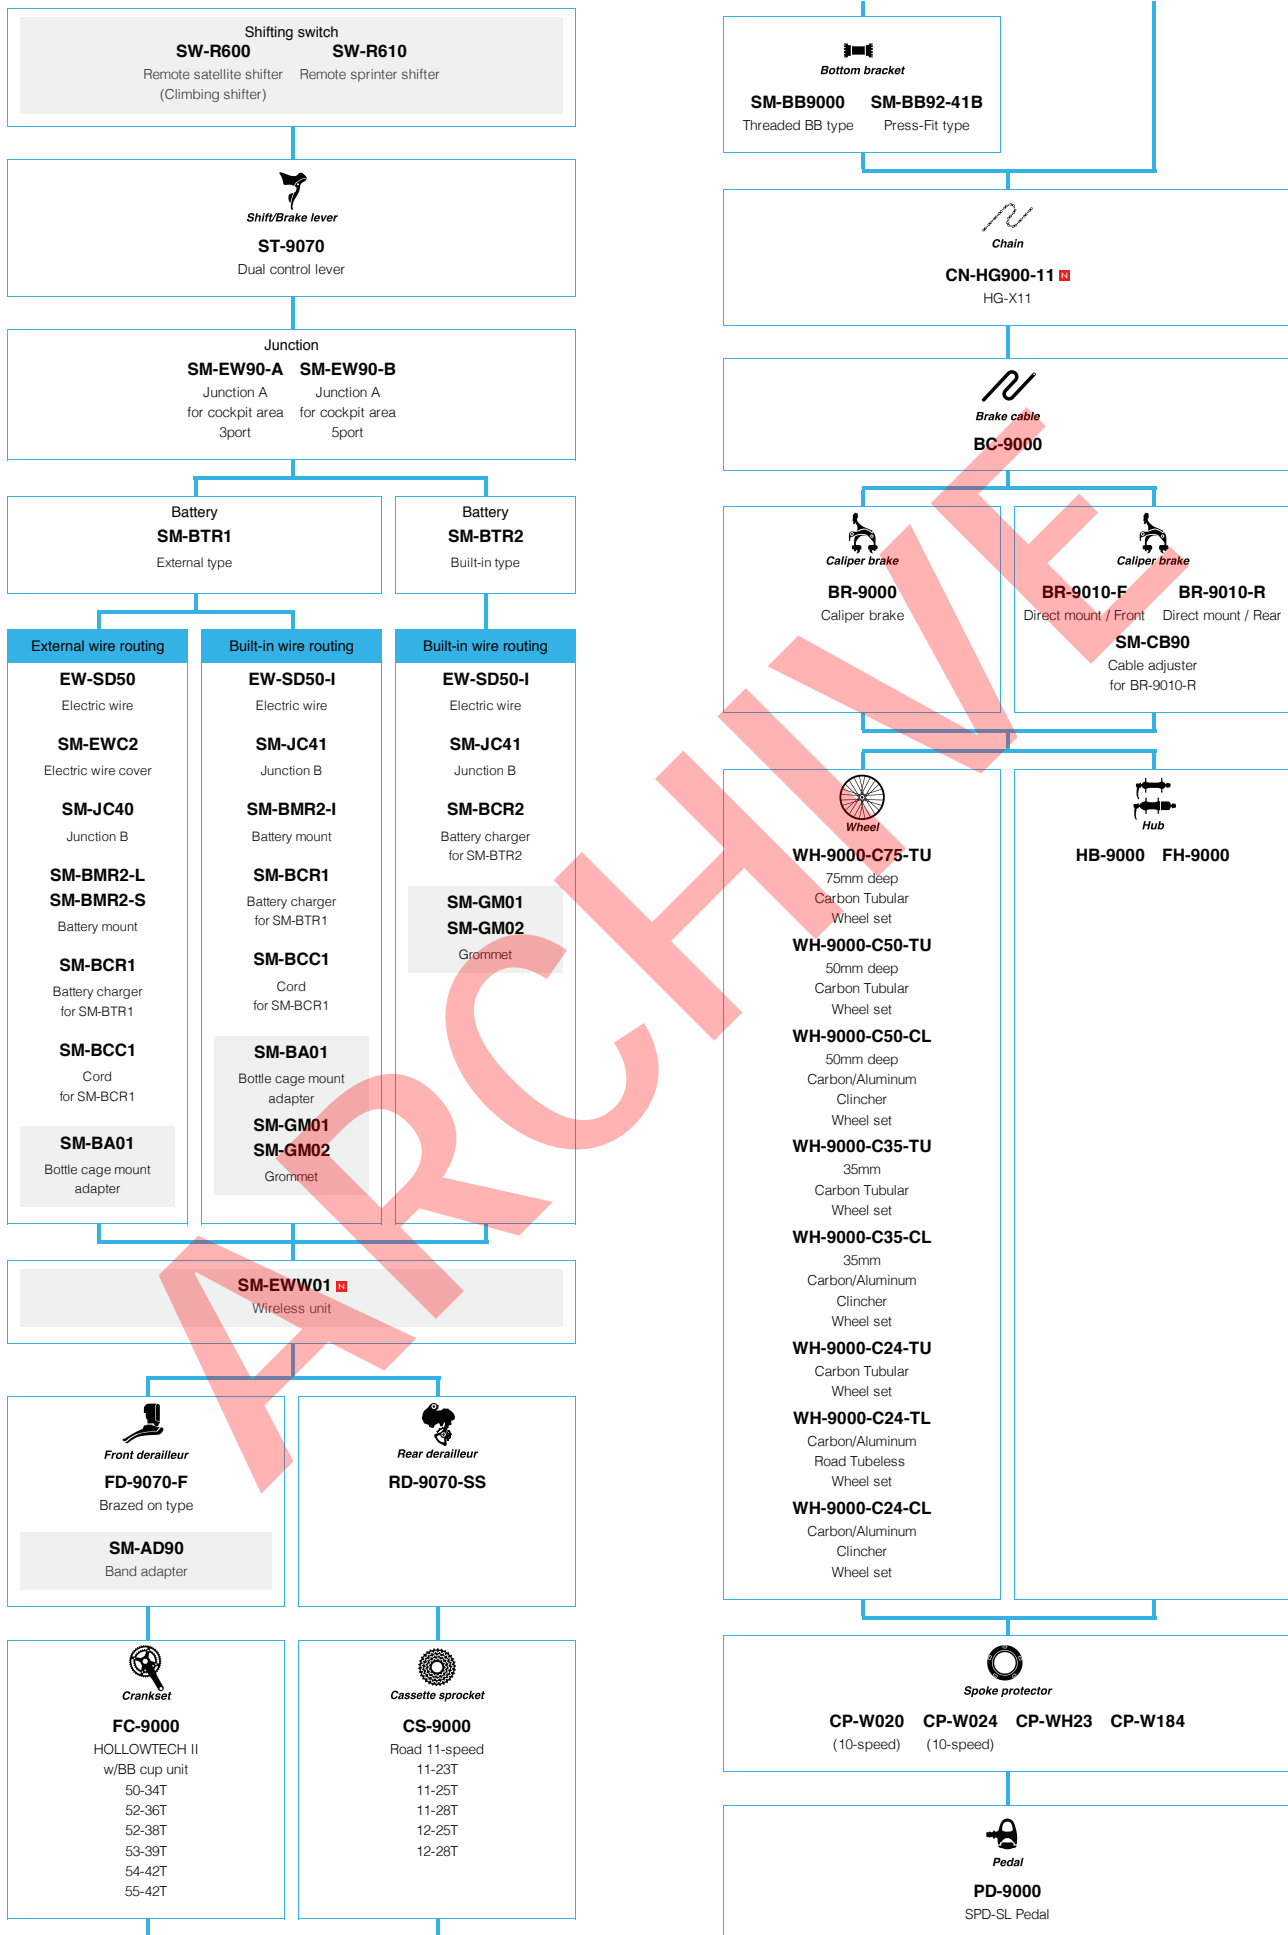 Shifting switch
SW-R600 SW-R610
Remote satellite shifter Remote sprinter shifter
(Climbing shifter)
Shift/Brake lever
ST-9070
Dual control lever
Junction
SM-EW90-A SM-EW90-B
Junction A Junction A
for cockpit area for cockpit area
3port 5port
Battery
SM-BTR1
External type
Battery
SM-BTR2
Built-in type
External wire routing
EW-SD50
Electric wire
SM-EWC2
Electric wire cover
SM-JC40
Junction B
SM-BMR2-L
SM-BMR2-S
Battery mount
SM-BCR1
Battery charger
for SM-BTR1
SM-BCC1
Cord
for SM-BCR1
SM-BA01
Bottle cage mount
adapter
Built-in wire routing
EW-SD50-I
Electric wire
SM-JC41
Junction B
SM-BMR2-I
Battery mount
SM-BCR1
Battery charger
for SM-BTR1
SM-BCC1
Cord
for SM-BCR1
SM-BA01
Bottle cage mount
adapter
SM-GM01
SM-GM02
Grommet
Built-in wire routing
EW-SD50-I
Electric wire
SM-JC41
Junction B
SM-BCR2
Battery charger
for SM-BTR2
SM-GM01
SM-GM02
Grommet
SM-EWW01 N
Wireless unit
Front derailleur
FD-9070-F
Brazed on type
SM-AD90
Band adapter
Rear derailleur
RD-9070-SS
Crankset
FC-9000
HOLLOWTECH II
w/BB cup unit
50-34T
52-36T
52-38T
53-39T
54-42T
55-42T
Cassette sprocket
CS-9000
Road 11-speed
11-23T
11-25T
11-28T
12-25T
12-28T
Bottom bracket
SM-BB9000 SM-BB92-41B
Threaded BB type Press-Fit type
Chain
CN-HG900-11 N
HG-X11
Brake cable
BC-9000
Caliper brake
BR-9000
Caliper brake
Caliper brake
BR-9010-F BR-9010-R
Direct mount / Front Direct mount / Rear
SM-CB90
Cable adjuster
for BR-9010-R
Wheel
WH-9000-C75-TU
75mm deep
Carbon Tubular
Wheel set
WH-9000-C50-TU
50mm deep
Carbon Tubular
Wheel set
WH-9000-C50-CL
50mm deep
Carbon/Aluminum
Clincher
Wheel set
WH-9000-C35-TU
35mm
Carbon Tubular
Wheel set
WH-9000-C35-CL
35mm
Carbon/Aluminum
Clincher
Wheel set
WH-9000-C24-TU
Carbon Tubular
Wheel set
WH-9000-C24-TL
Carbon/Aluminum
Road Tubeless
Wheel set
WH-9000-C24-CL
Carbon/Aluminum
Clincher
Wheel set
Hub
HB-9000 FH-9000
Spoke protector
CP-W020 CP-W024 CP-WH23 CP-W184
(10-speed) (10-speed)
Pedal
PD-9000
SPD-SL Pedal
ARCHIVE